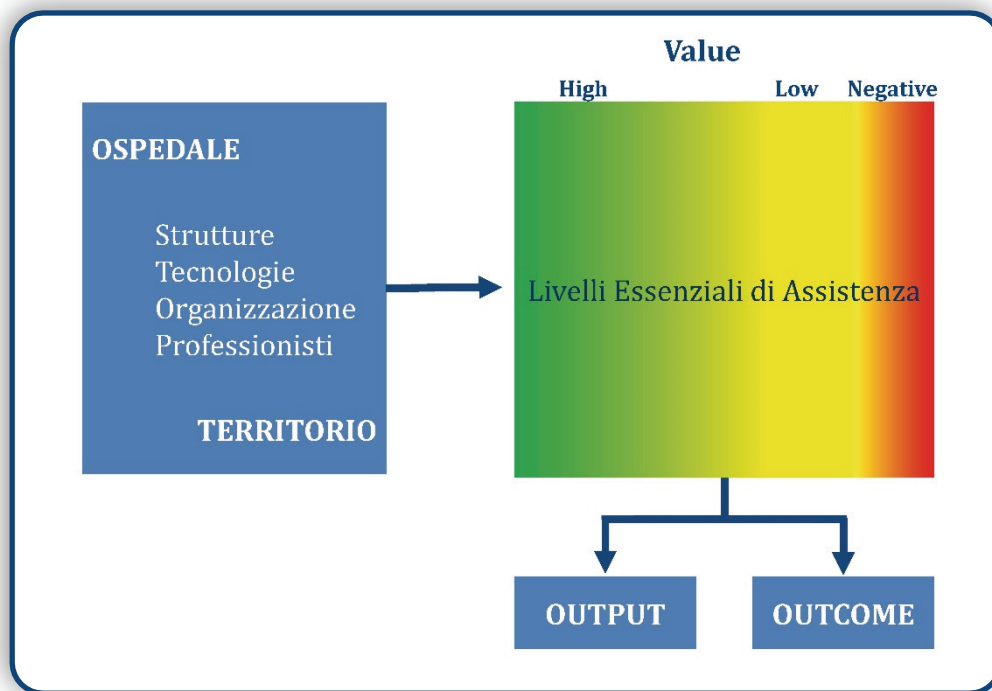 OSPEDALE
Strutture
Tecnologie
Organizzazione
Professionisti
TERRITORIO
Value
High Low Negative
Livelli Essenziali di Assistenza
OUTPUT
OUTCOME